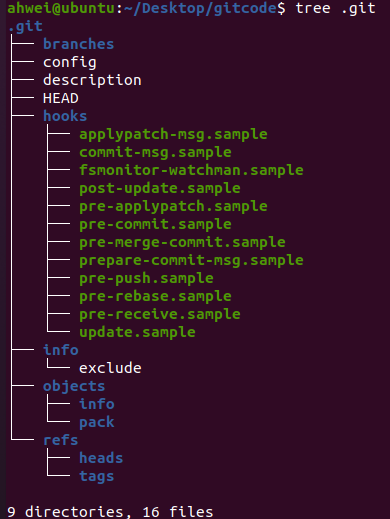 ahwei@ubuntu:~/Desktop/gitcode$ tree .git
.git
├── branches
├── config
├── description
├── HEAD
├── hooks
│   ├── applypatch-msg.sample
│   ├── commit-msg.sample
│   ├── fsmonitor-watchman.sample
│   ├── post-update.sample
│   ├── pre-applypatch.sample
│   ├── pre-commit.sample
│   ├── pre-merge-commit.sample
│   ├── prepare-commit-msg.sample
│   ├── pre-push.sample
│   ├── pre-rebase.sample
│   ├── pre-receive.sample
│   └── update.sample
├── info
│   └── exclude
├── objects
│   ├── info
│   └── pack
└── refs
    ├── heads
    └── tags
9 directories, 16 files